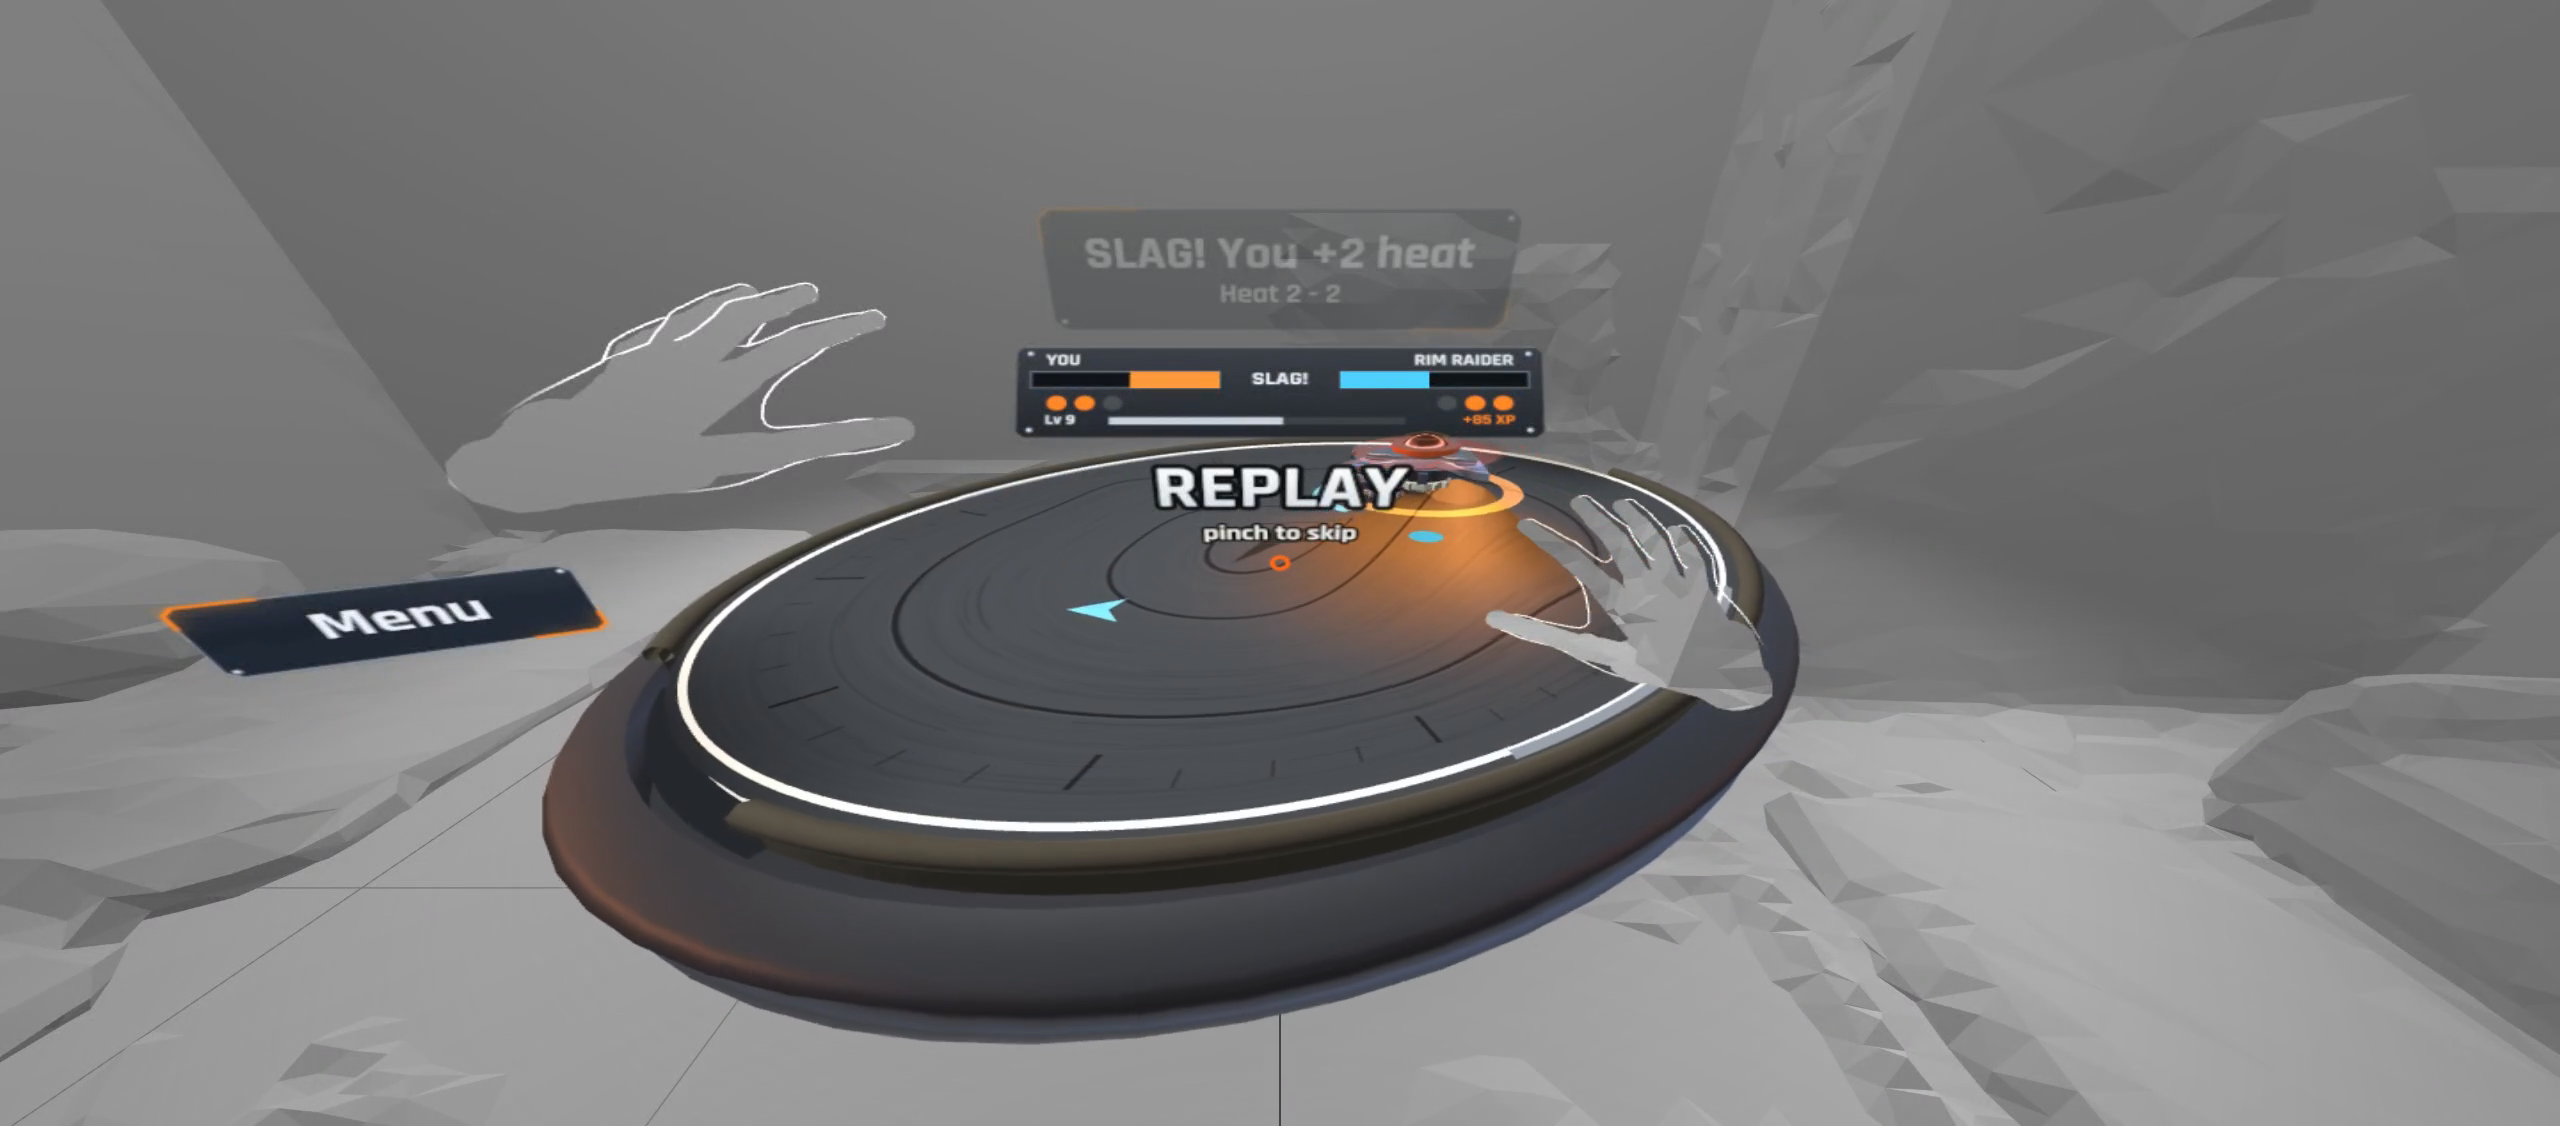 SLAG! You +2 heat
Heat 2 - 2
YOU
SLAG!
RIM RAIDER
Lv 9
+85 XP
REPLAY
pinch to skip
Menu